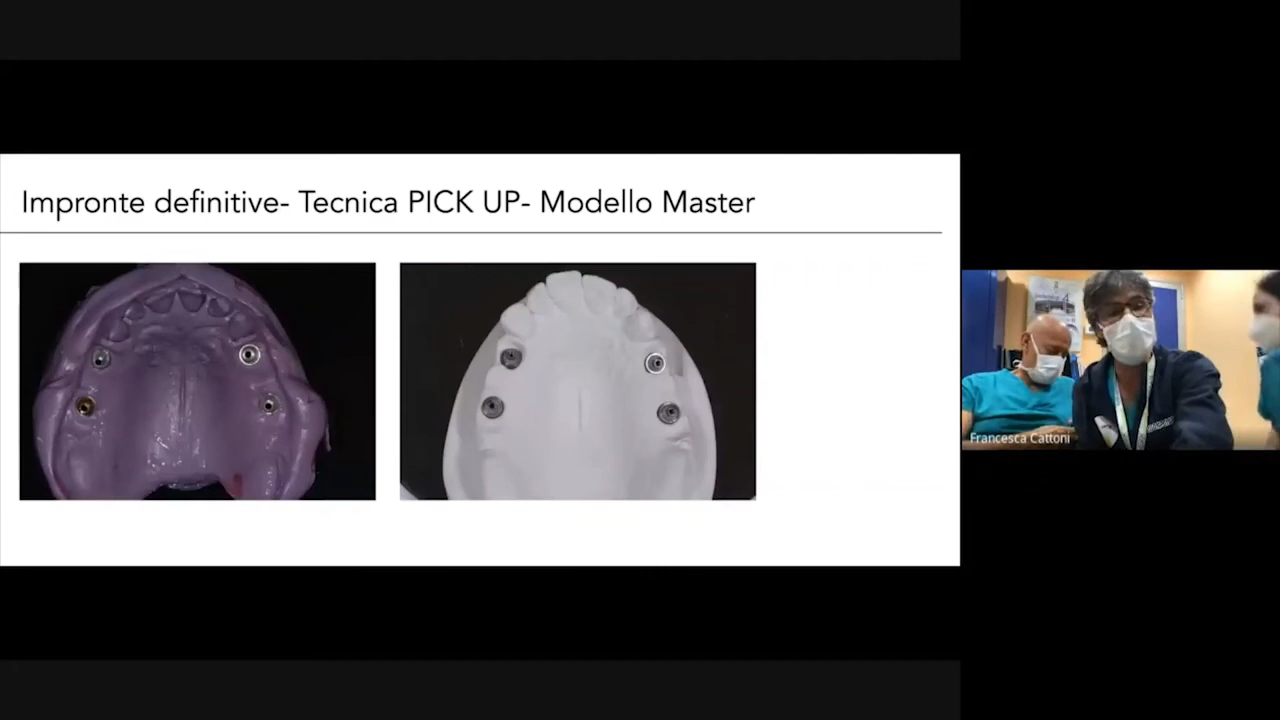 Impronte definitive- Tecnica PICK UP- Modello Master
Francesca Cattoni